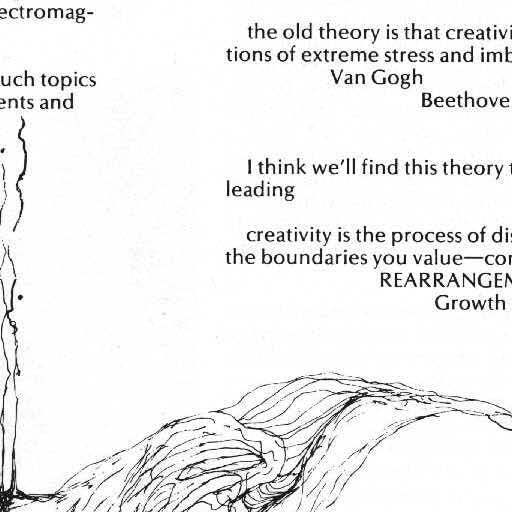 ectromag-
uch topics
ents and
the old theory is that creativi
tions of extreme stress and imb
Van Gogh
Beethove
I think we'll find this theory t
leading
creativity is the process of dis
the boundaries you value—con
REARRANGEM
Growth